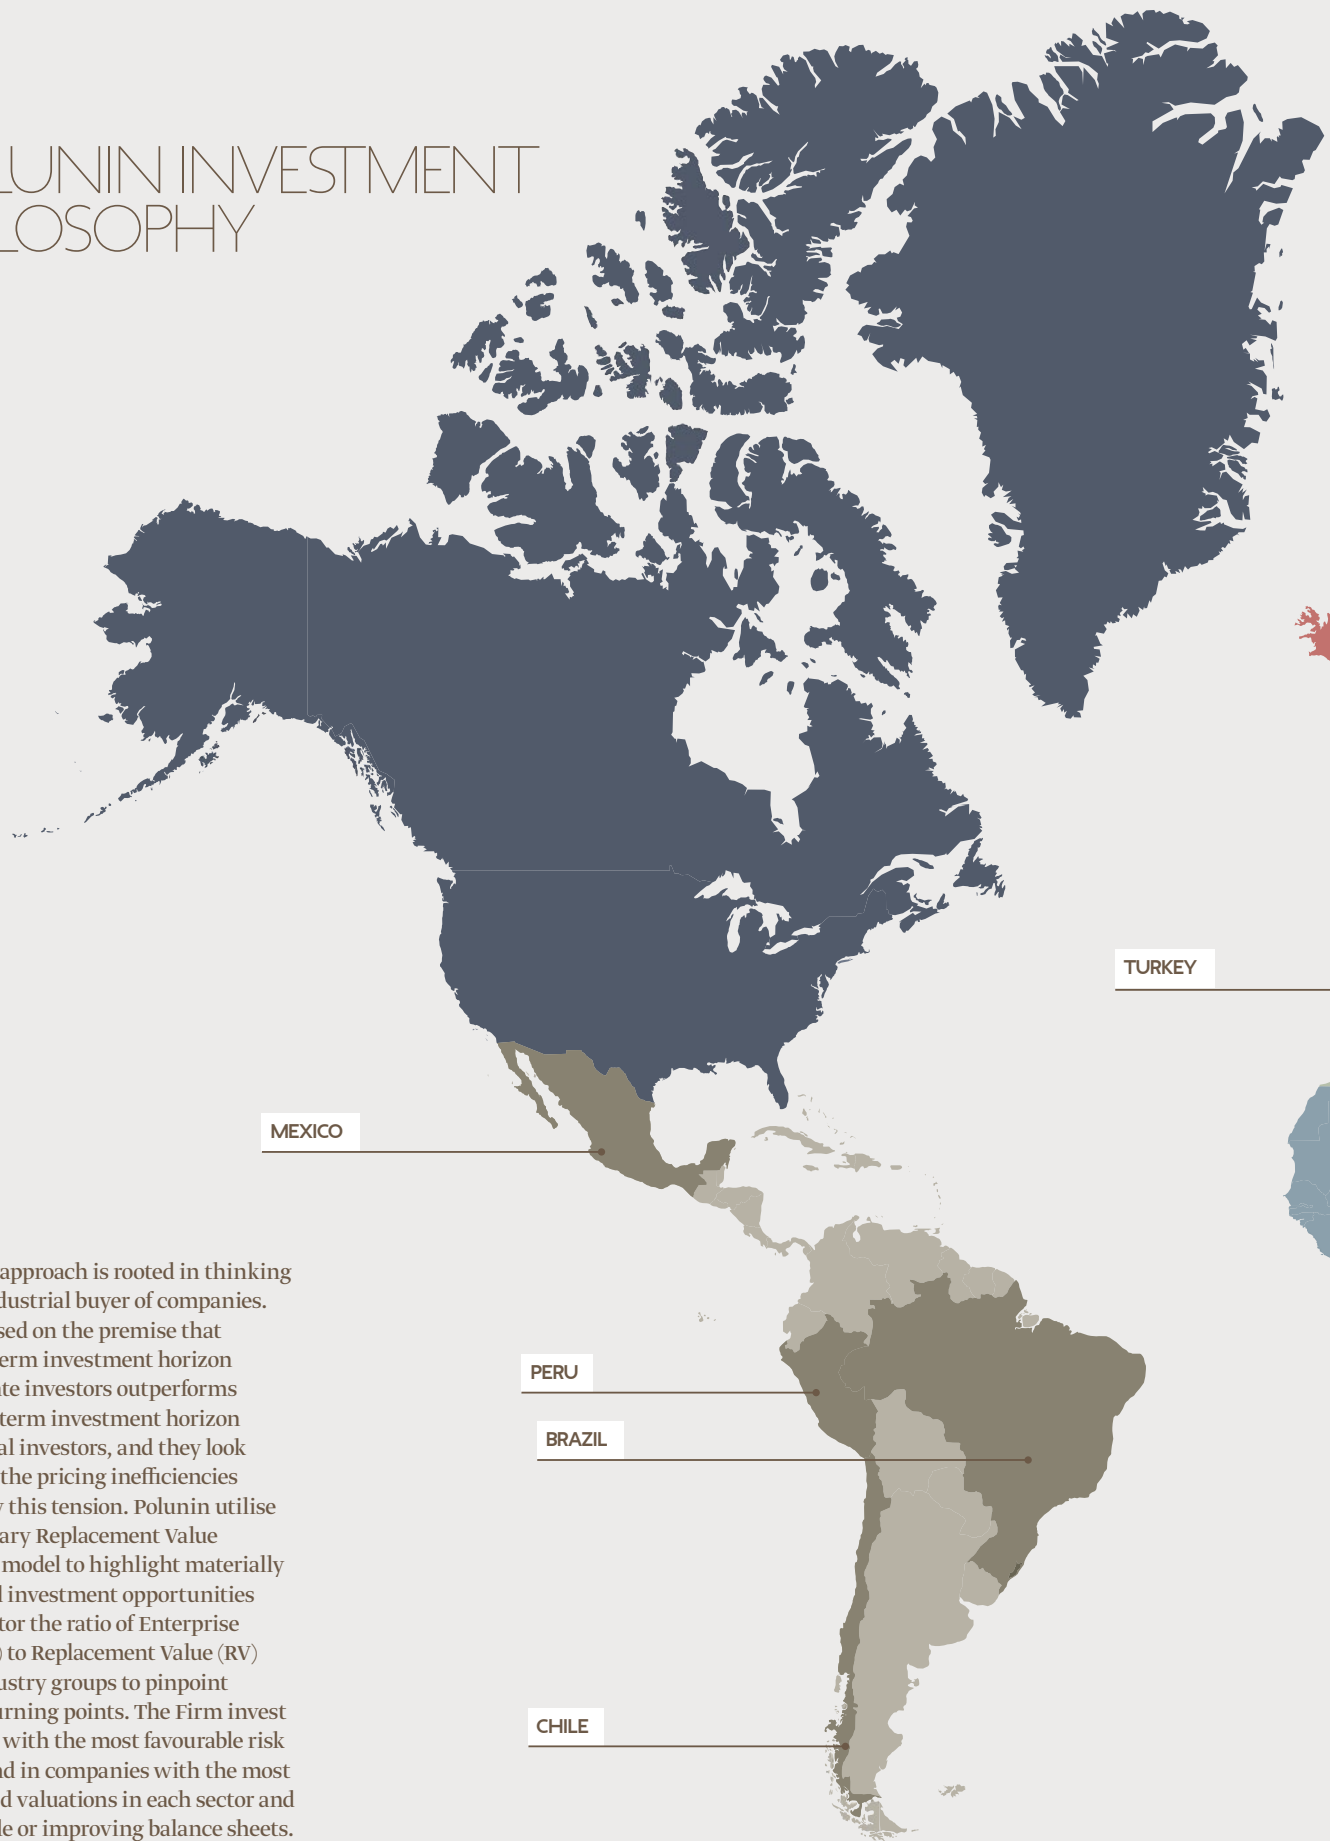 LUNIN INVESTMENT
LOSOPHY
TURKEY
MEXICO
approach is rooted in thinking
dustrial buyer of companies.
sed on the premise that
erm investment horizon
te investors outperforms
term investment horizon
al investors, and they look
the pricing inefficiencies
this tension. Polunin utilise
ary Replacement Value
model to highlight materially
investment opportunities
tor the ratio of Enterprise
) to Replacement Value (RV)
ustry groups to pinpoint
urning points. The Firm invest
with the most favourable risk
nd in companies with the most
d valuations in each sector and
le or improving balance sheets.
PERU
BRAZIL
CHILE